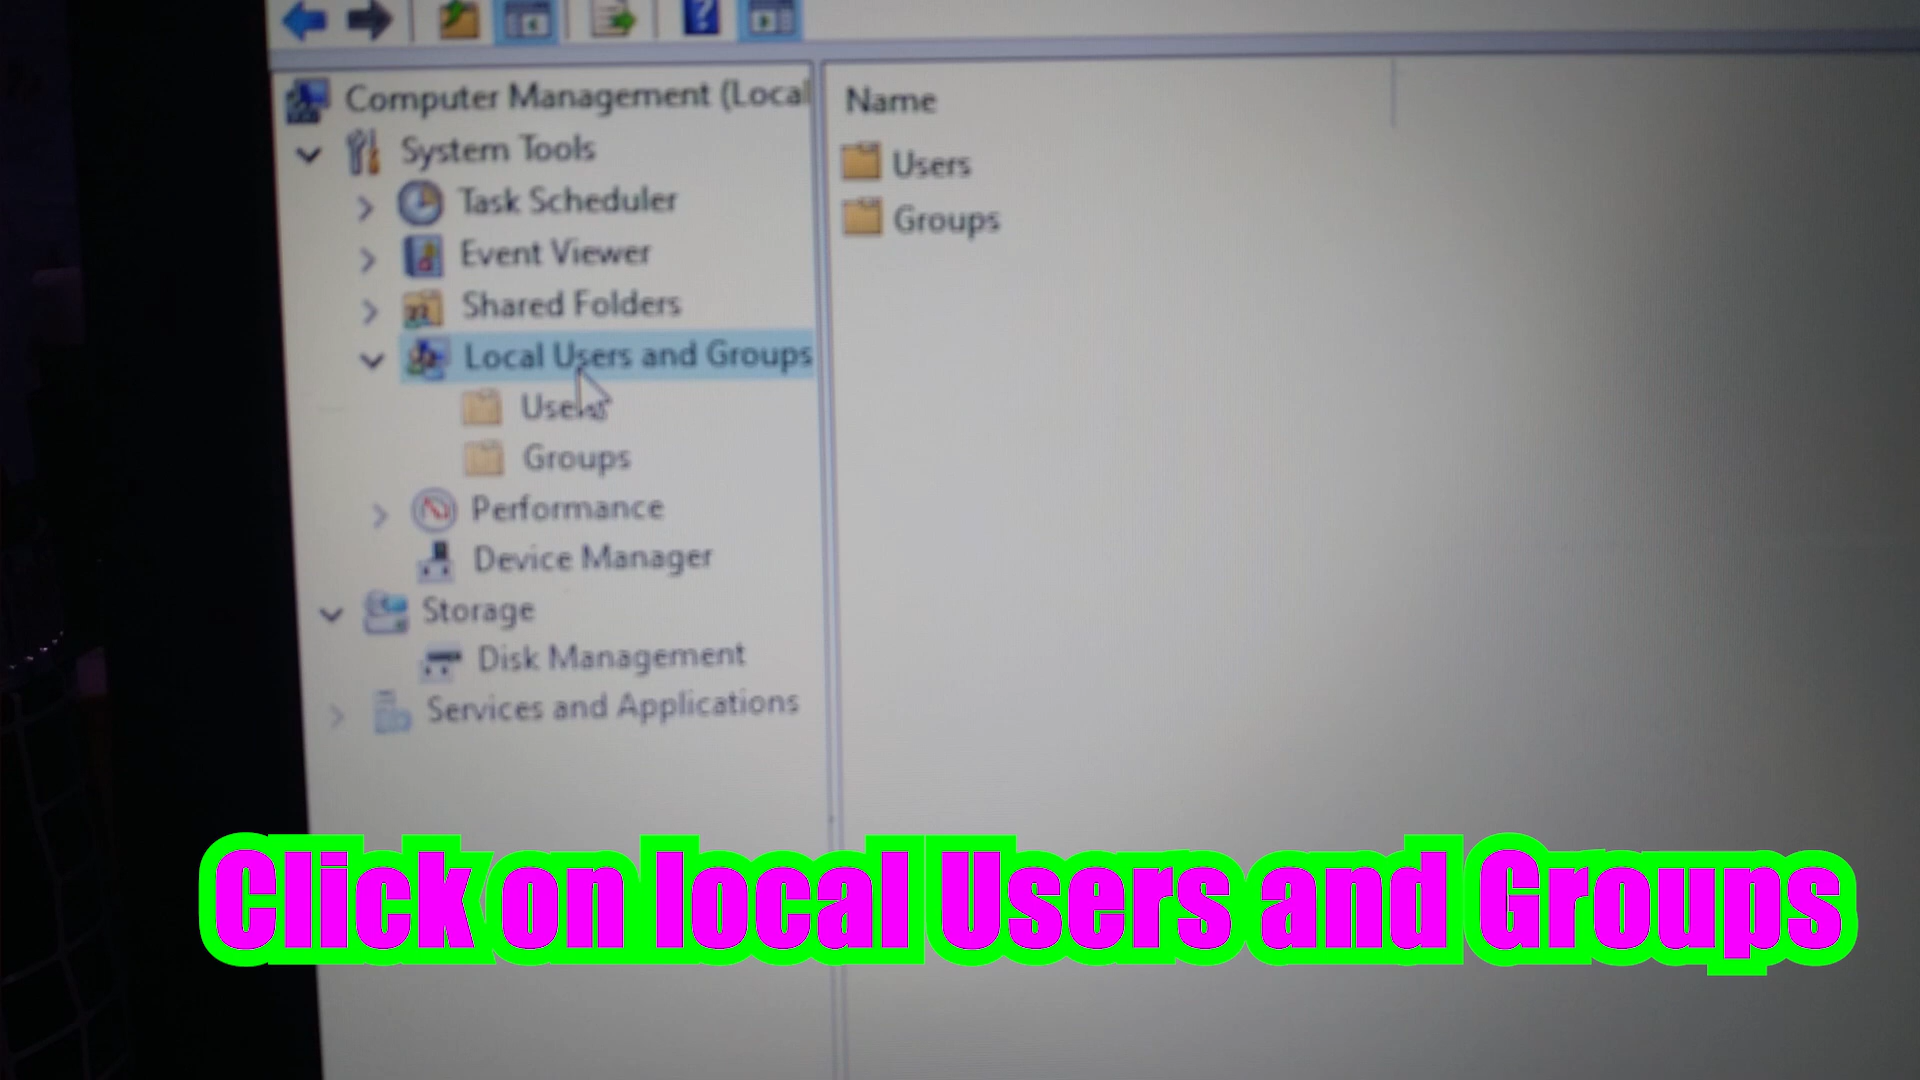 Computer Management (Local
System Tools
Task Scheduler
Event Viewer
Shared Folders
Local Users and Groups
Users
Groups
Performance
Device Manager
Storage
Disk Management
Services and Applications
Name
Users
Groups
Click on local Users and Groups